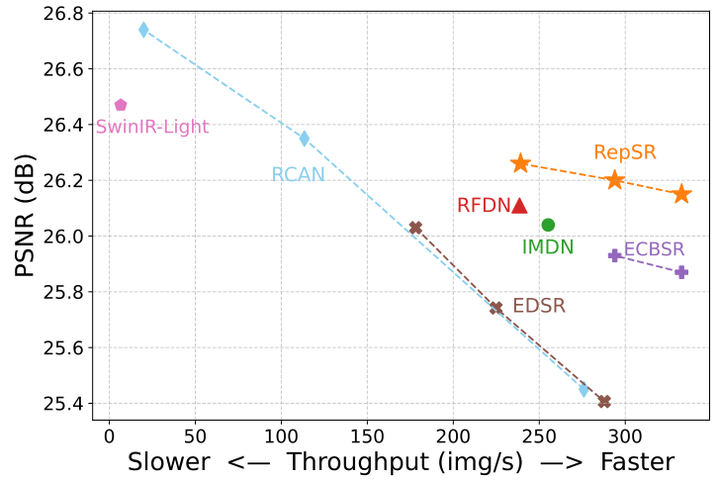 26.8
26.6
26.4
26.2
26.0
25.8
25.6
25.4
PSNR (dB)
SwinIR-Light
RCAN
RepSR
RFDN
IMDN
ECBSR
EDSR
0 50 100 150 200 250 300
Slower <— Throughput (img/s) —> Faster